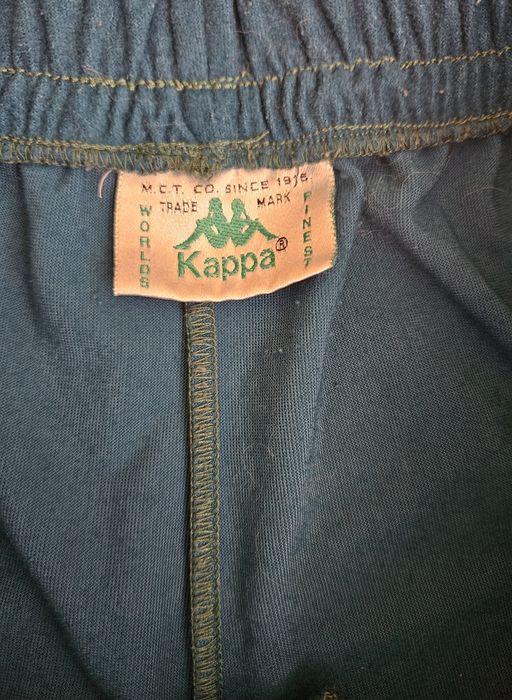 M.C.T. CO. SINCE 1916.
TRADE MARK
WORLDS
FINEST
Kappa®